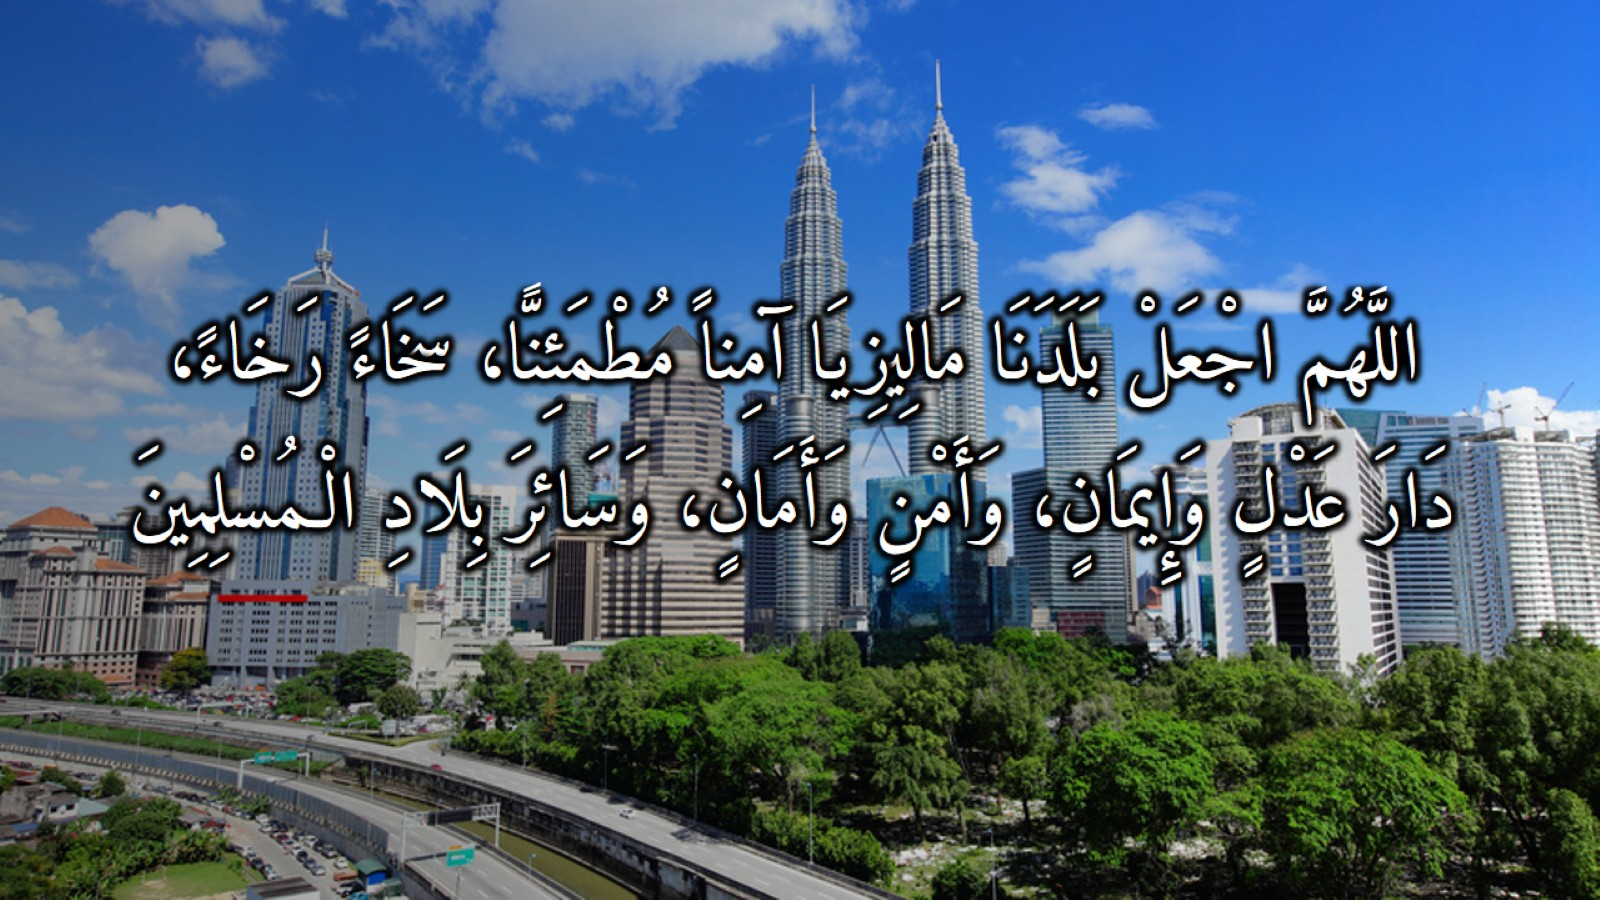 اللَّهُمَّ اجْعَلْ بَلَدَنَا مَالِيزِيَا آمِناً مُطْمَئِنًّا، سَخَاءً رَخَاءً،
دَارَ عَدْلٍ وَإِيمَانٍ، وَأَمْنٍ وَأَمَانٍ، وَسَائِرَ بِلَادِ الْمُسْلِمِينَ